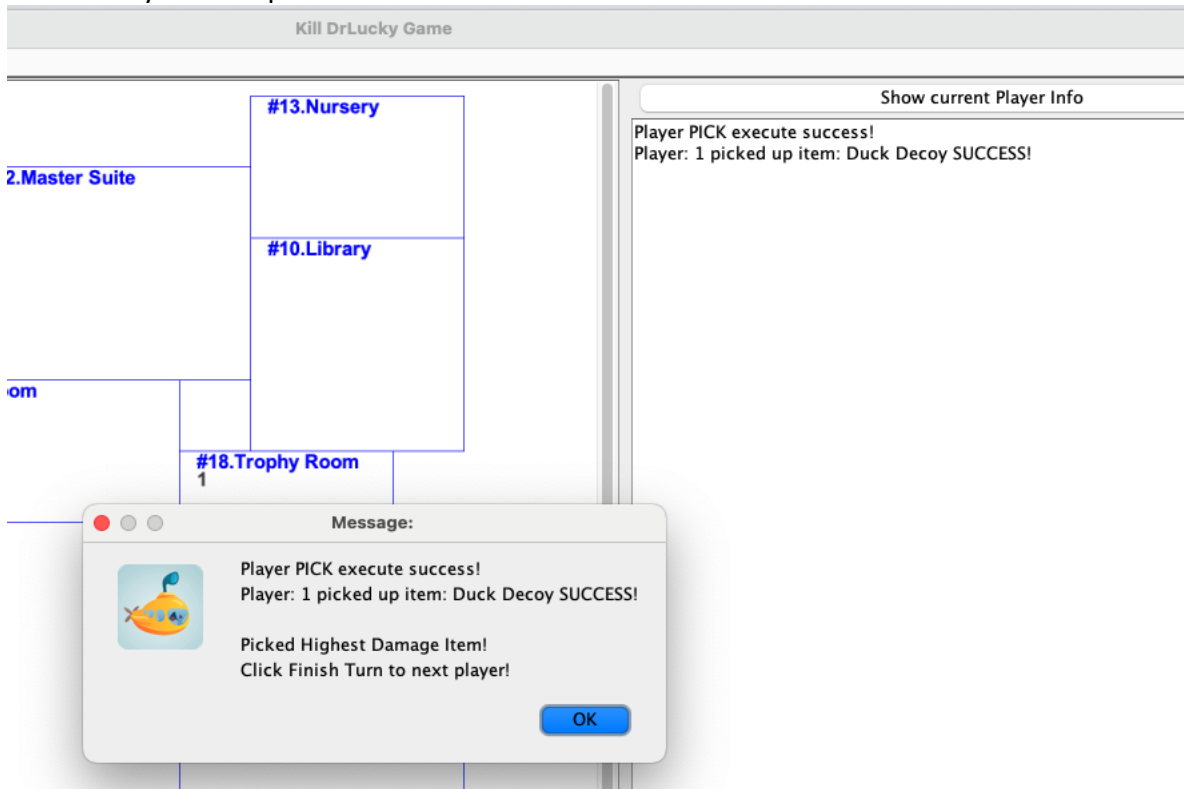 Kill DrLucky Game
#13.Nursery
2.Master Suite
#10.Library
om
#18.Trophy Room
1
Show current Player Info
Player PICK execute success!
Player: 1 picked up item: Duck Decoy SUCCESS!
Message:
Player PICK execute success!
Player: 1 picked up item: Duck Decoy SUCCESS!
Picked Highest Damage Item!
Click Finish Turn to next player!
OK